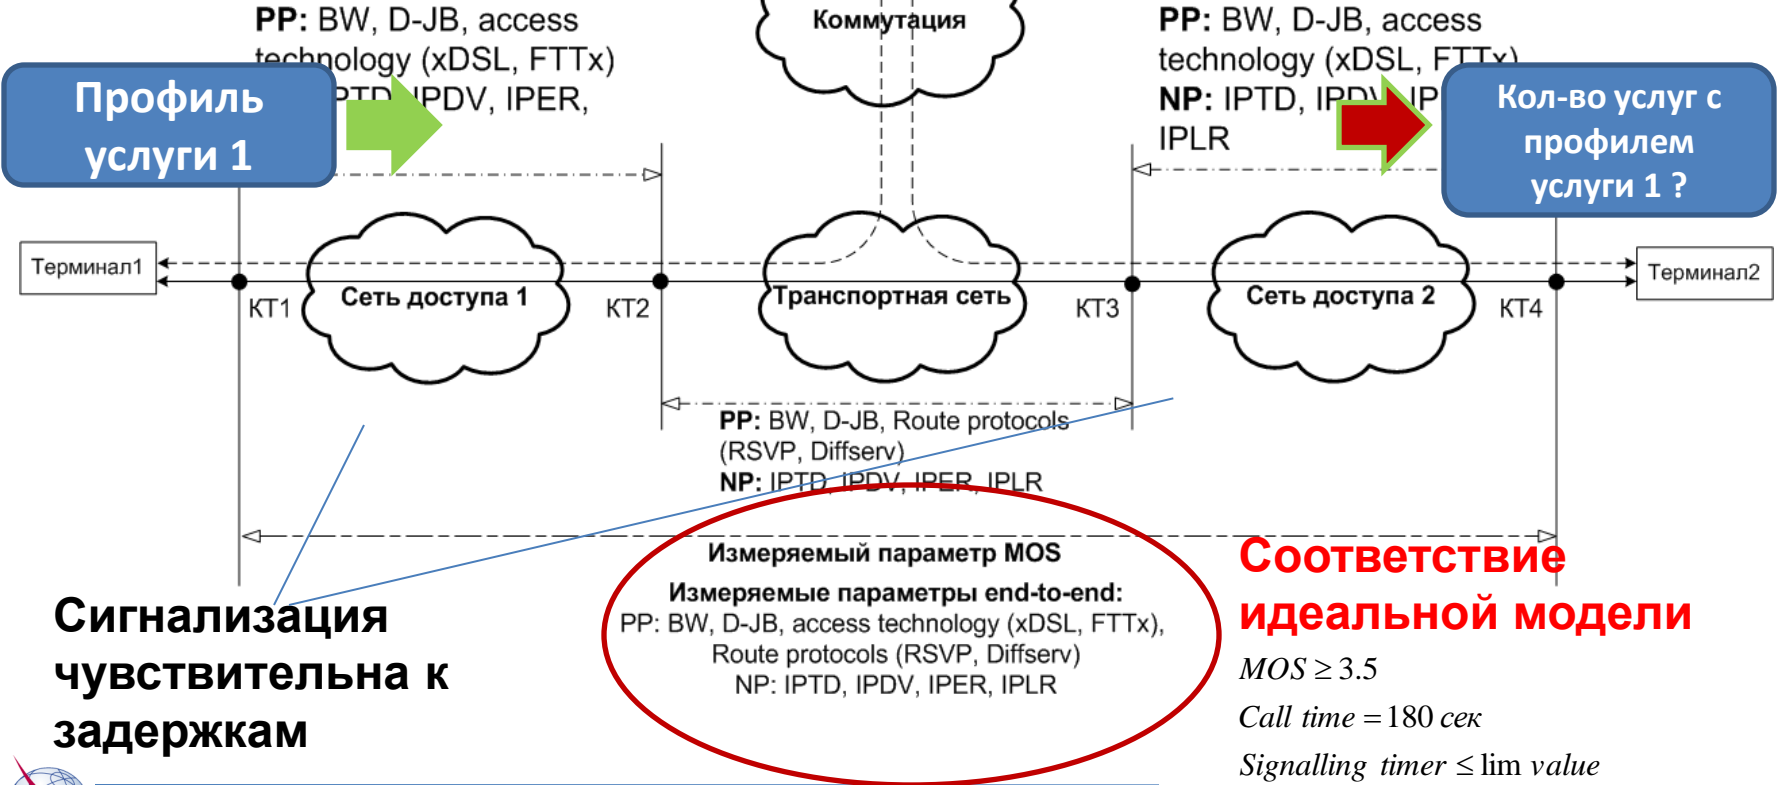 PP: BW, D-JB, access
technology (xDSL, FTTx)
PTD, IPDV, IPER,
Коммутация
PP: BW, D-JB, access
technology (xDSL, FTTx)
NP: IPTD, IPDV, IP
IPLR
Профиль
услуги 1
Кол-во услуг с
профилем
услуги 1 ?
Терминал1
КТ1
Сеть доступа 1
КТ2
Транспортная сеть
КТ3
Сеть доступа 2
КТ4
Терминал2
PP: BW, D-JB, Route protocols
(RSVP, Diffserv)
NP: IPTD, IPDV, IPER, IPLR
Измеряемый параметр MOS
Измеряемые параметры end-to-end:
PP: BW, D-JB, access technology (xDSL, FTTx),
Route protocols (RSVP, Diffserv)
NP: IPTD, IPDV, IPER, IPLR
Сигнализация
чувствительна к
задержкам
Соответствие
идеальной модели
MOS ≥ 3.5
Call time = 180 сек
Signalling timer ≤ lim value